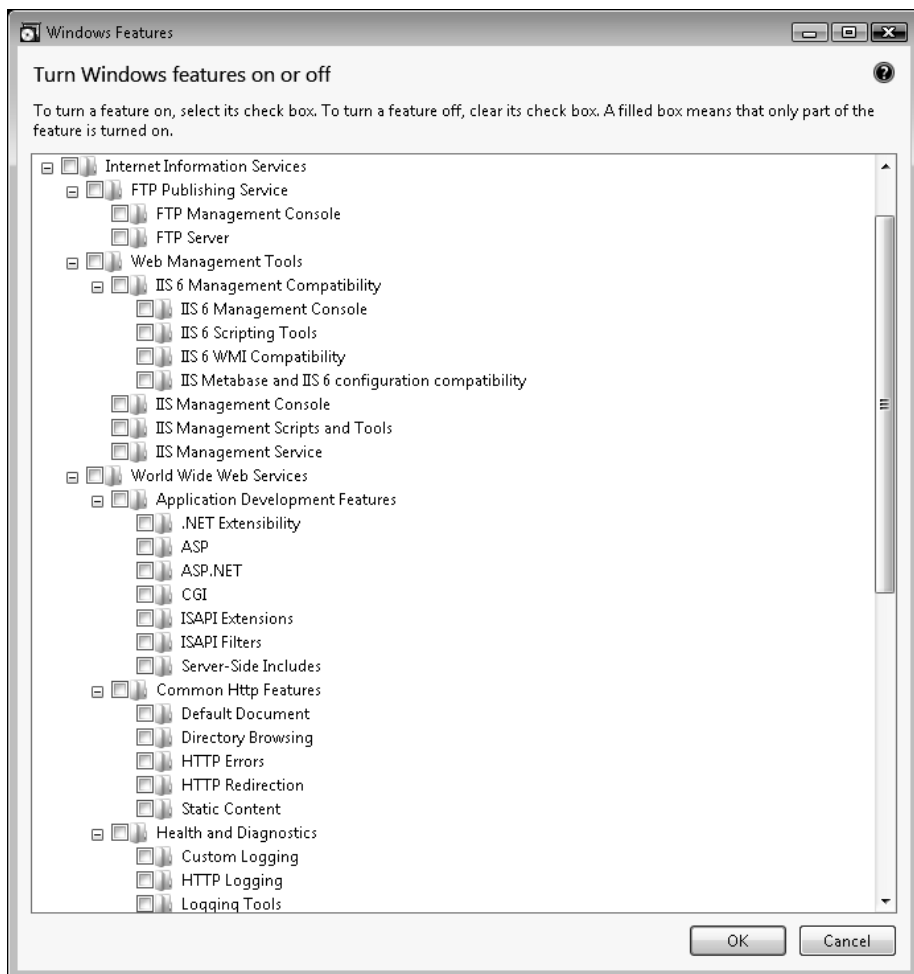 Windows Features
Turn Windows features on or off
To turn a feature on, select its check box. To turn a feature off, clear its check box. A filled box means that only part of the
feature is turned on.
Internet Information Services
FTP Publishing Service
FTP Management Console
FTP Server
Web Management Tools
IIS 6 Management Compatibility
IIS 6 Management Console
IIS 6 Scripting Tools
IIS 6 WMI Compatibility
IIS Metabase and IIS 6 configuration compatibility
IIS Management Console
IIS Management Scripts and Tools
IIS Management Service
World Wide Web Services
Application Development Features
.NET Extensibility
ASP
ASP.NET
CGI
ISAPI Extensions
ISAPI Filters
Server-Side Includes
Common Http Features
Default Document
Directory Browsing
HTTP Errors
HTTP Redirection
Static Content
Health and Diagnostics
Custom Logging
HTTP Logging
Logging Tools
OK Cancel